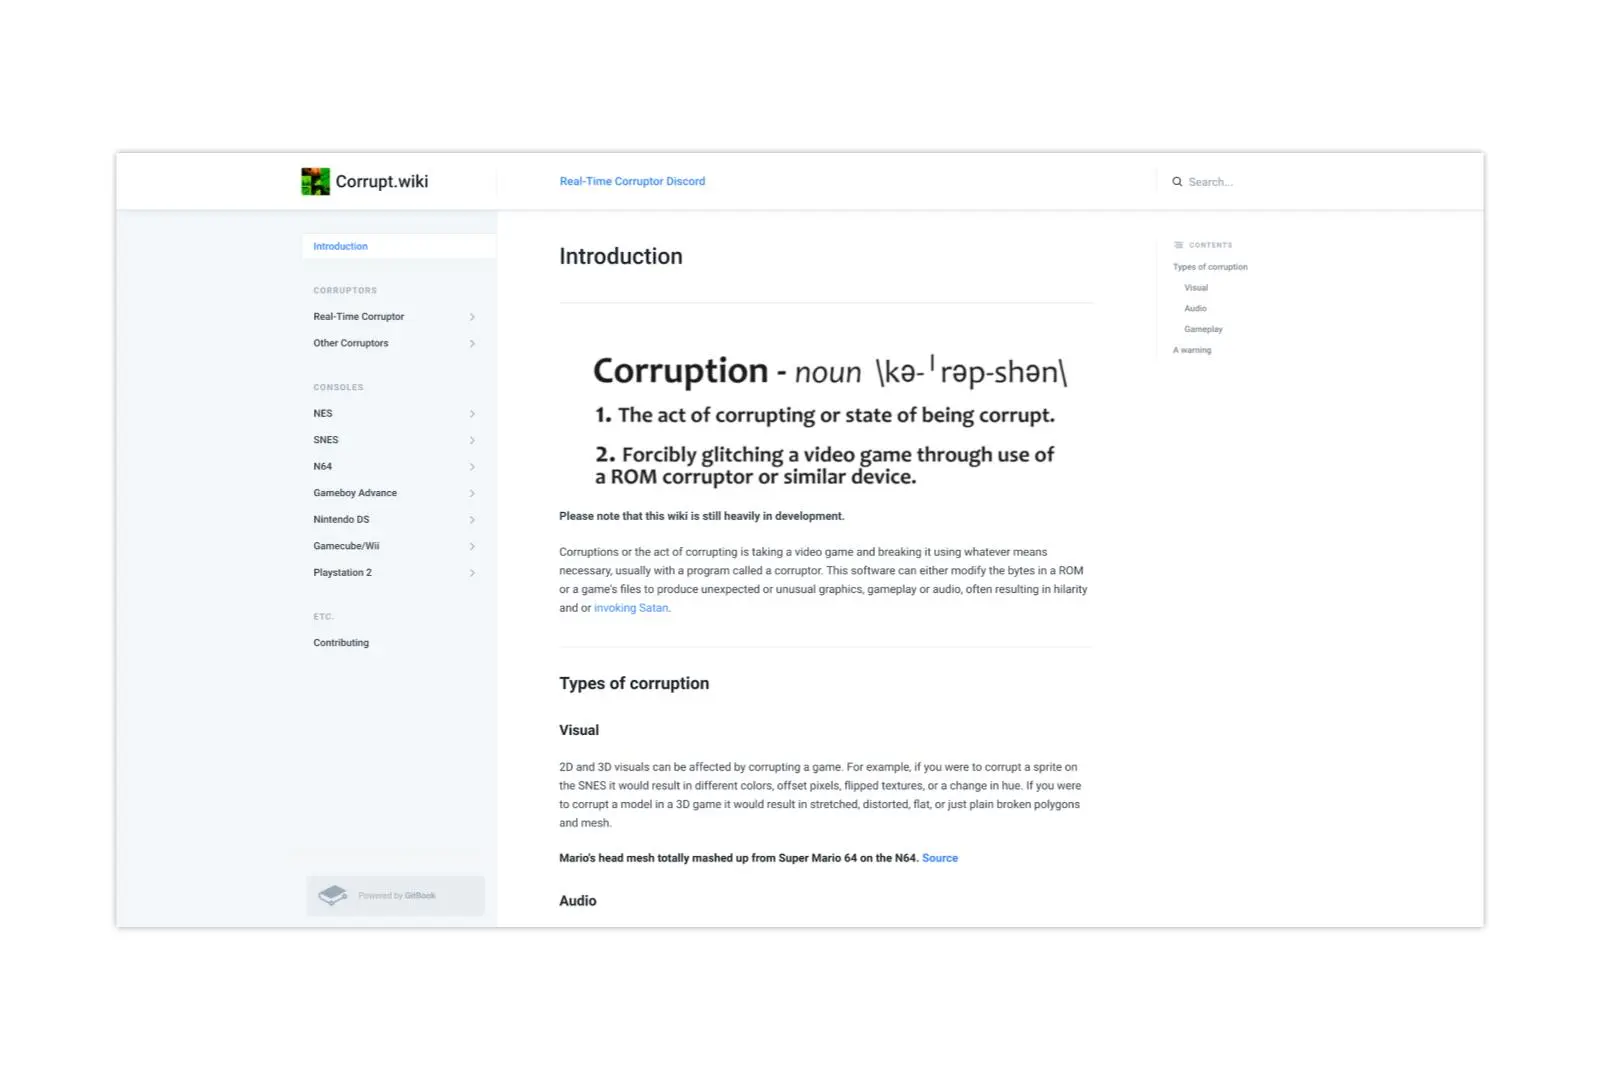 Corrupt.wiki
Real-Time Corruptor Discord
Search...
Introduction
CORRUPTORS
Real-Time Corruptor
Other Corruptors
CONSOLES
NES
SNES
N64
Gameboy Advance
Nintendo DS
Gamecube/Wii
Playstation 2
ETC.
Contributing
Powered by GitBook
Introduction
Corruption - noun \kə-ˈrəp-shən\
1. The act of corrupting or state of being corrupt.
2. Forcibly glitching a video game through use of
a ROM corruptor or similar device.
Please note that this wiki is still heavily in development.
Corruptions or the act of corrupting is taking a video game and breaking it using whatever means
necessary, usually with a program called a corruptor. This software can either modify the bytes in a ROM
or a game's files to produce unexpected or unusual graphics, gameplay or audio, often resulting in hilarity
and or invoking Satan.
Types of corruption
Visual
2D and 3D visuals can be affected by corrupting a game. For example, if you were to corrupt a sprite on
the SNES it would result in different colors, offset pixels, flipped textures, or a change in hue. If you were
to corrupt a model in a 3D game it would result in stretched, distorted, flat, or just plain broken polygons
and mesh.
Mario's head mesh totally mashed up from Super Mario 64 on the N64. Source
Audio
CONTENTS
Types of corruption
Visual
Audio
Gameplay
A warning